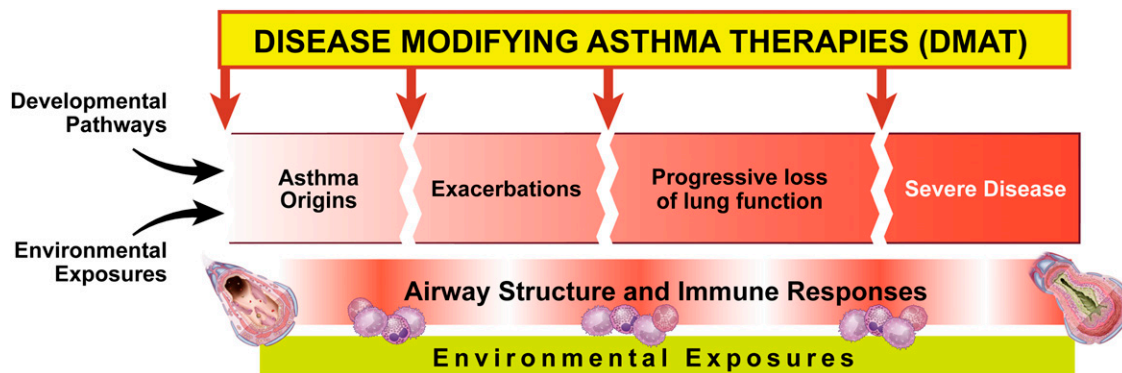 DISEASE MODIFYING ASTHMA THERAPIES (DMAT)
Developmental
Pathways
Environmental
Exposures
Asthma
Origins
Exacerbations
Progressive loss
of lung function
Severe Disease
Airway Structure and Immune Responses
Environmental Exposures